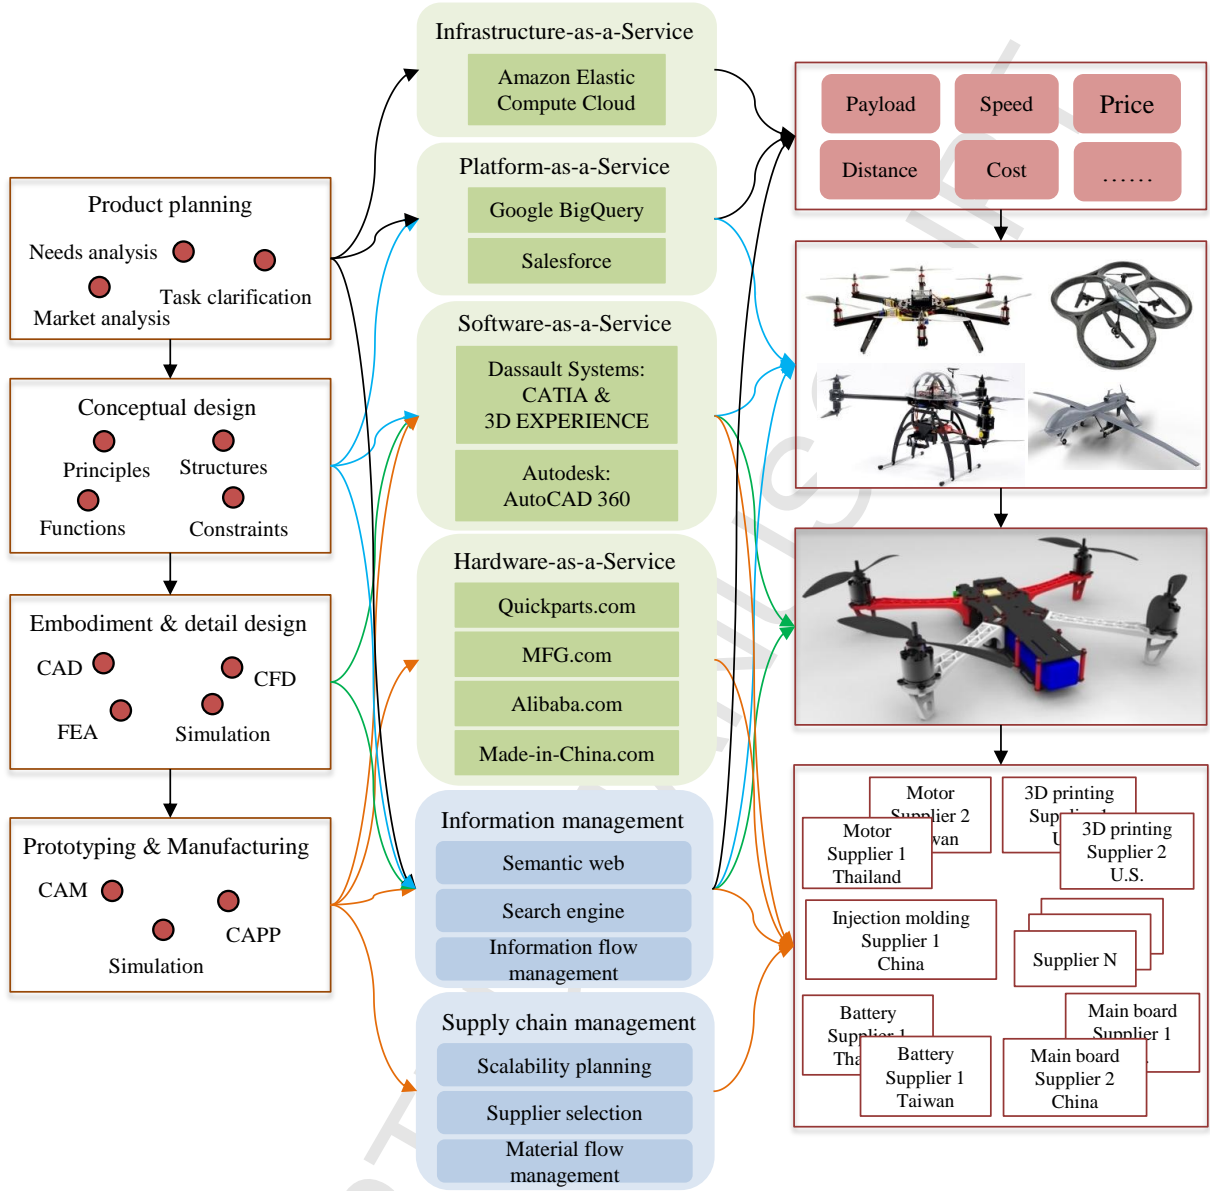 Product planning
Needs analysis
Task clarification
Market analysis
Conceptual design
Principles
Structures
Functions
Constraints
Embodiment & detail design
CAD
CFD
FEA
Simulation
Prototyping & Manufacturing
CAM
CAPP
Simulation
Infrastructure-as-a-Service
Amazon Elastic
Compute Cloud
Platform-as-a-Service
Google BigQuery
Salesforce
Software-as-a-Service
Dassault Systems:
CATIA &
3D EXPERIENCE
Autodesk:
AutoCAD 360
Hardware-as-a-Service
Quickparts.com
MFG.com
Alibaba.com
Made-in-China.com
Information management
Semantic web
Search engine
Information flow
management
Supply chain management
Scalability planning
Supplier selection
Material flow
management
Payload
Speed
Price
Distance
Cost
……
Motor
Supplier 2
Motor
Supplier 1
Thailand
3D printing
3D printing
Supplier 2
U.S.
Injection molding
Supplier 1
China
Supplier N
Battery
Battery
Supplier 1
Taiwan
Main board
Supplier 1
Main board
Supplier 2
China